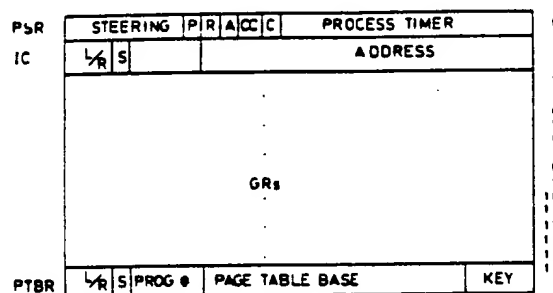 PSR STEERING P R A CC C PROCESS TIMER
IC L/R S ADDRESS
GRs
PTBR L/R S PROG # PAGE TABLE BASE KEY